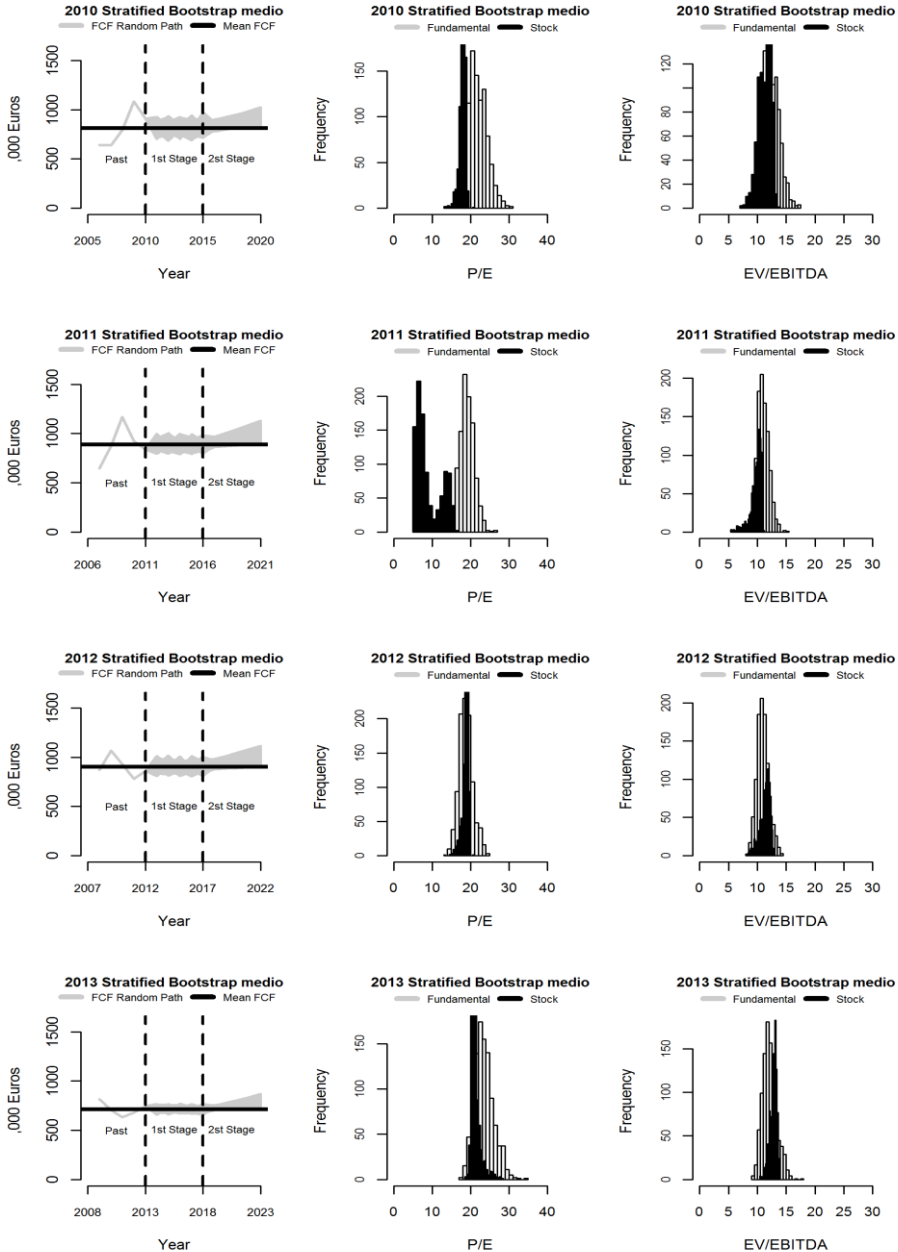 2010 Stratified Bootstrap medio
FCF Random Path Mean FCF
,000 Euros
0 500 1000 1500
Past 1st Stage 2st Stage
2005 2010 2015 2020
Year
2010 Stratified Bootstrap medio
Fundamental Stock
Frequency
0 50 100 150
0 10 20 30 40
P/E
2010 Stratified Bootstrap medio
Fundamental Stock
Frequency
0 20 40 60 80 120
0 5 10 15 20 25 30
EV/EBITDA
2011 Stratified Bootstrap medio
FCF Random Path Mean FCF
,000 Euros
0 500 1000 1500
Past 1st Stage 2st Stage
2006 2011 2016 2021
Year
2011 Stratified Bootstrap medio
Fundamental Stock
Frequency
0 50 100 200
0 10 20 30 40
P/E
2011 Stratified Bootstrap medio
Fundamental Stock
Frequency
0 50 100 150 200
0 5 10 15 20 25 30
EV/EBITDA
2012 Stratified Bootstrap medio
FCF Random Path Mean FCF
,000 Euros
0 500 1000 1500
Past 1st Stage 2st Stage
2007 2012 2017 2022
Year
2012 Stratified Bootstrap medio
Fundamental Stock
Frequency
0 50 100 200
0 10 20 30 40
P/E
2012 Stratified Bootstrap medio
Fundamental Stock
Frequency
0 50 100 150 200
0 5 10 15 20 25 30
EV/EBITDA
2013 Stratified Bootstrap medio
FCF Random Path Mean FCF
,000 Euros
0 500 1000 1500
Past 1st Stage 2st Stage
2008 2013 2018 2023
Year
2013 Stratified Bootstrap medio
Fundamental Stock
Frequency
0 50 100 150
0 10 20 30 40
P/E
2013 Stratified Bootstrap medio
Fundamental Stock
Frequency
0 50 100 150
0 5 10 15 20 25 30
EV/EBITDA